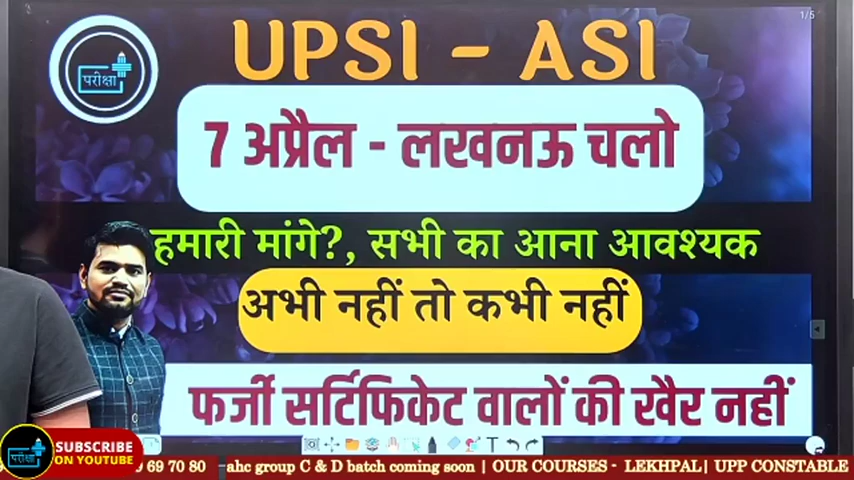 1/5
UPSI - ASI
परीक्षा
7 अप्रैल - लखनऊ चलो
हमारी मांगे?, सभी का आना आवश्यक
अभी नहीं तो कभी नहीं
फर्जी सर्टिफिकेट वालों की खैर नहीं
T
परीक्षा
SUBSCRIBE
ON YOUTUBE
69 70 80 ahc group C & D batch coming soon | OUR COURSES - LEKHPAL| UPP CONSTABLE